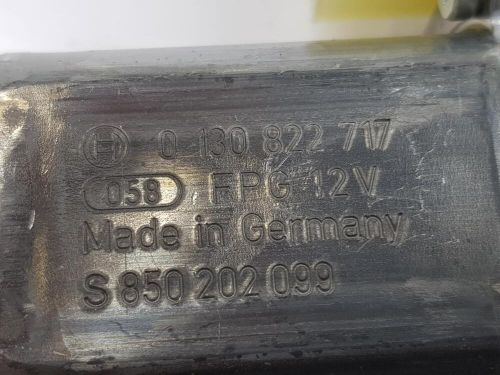 0 130 822 717
058 FPG 12V
Made in Germany
S 850 202 099